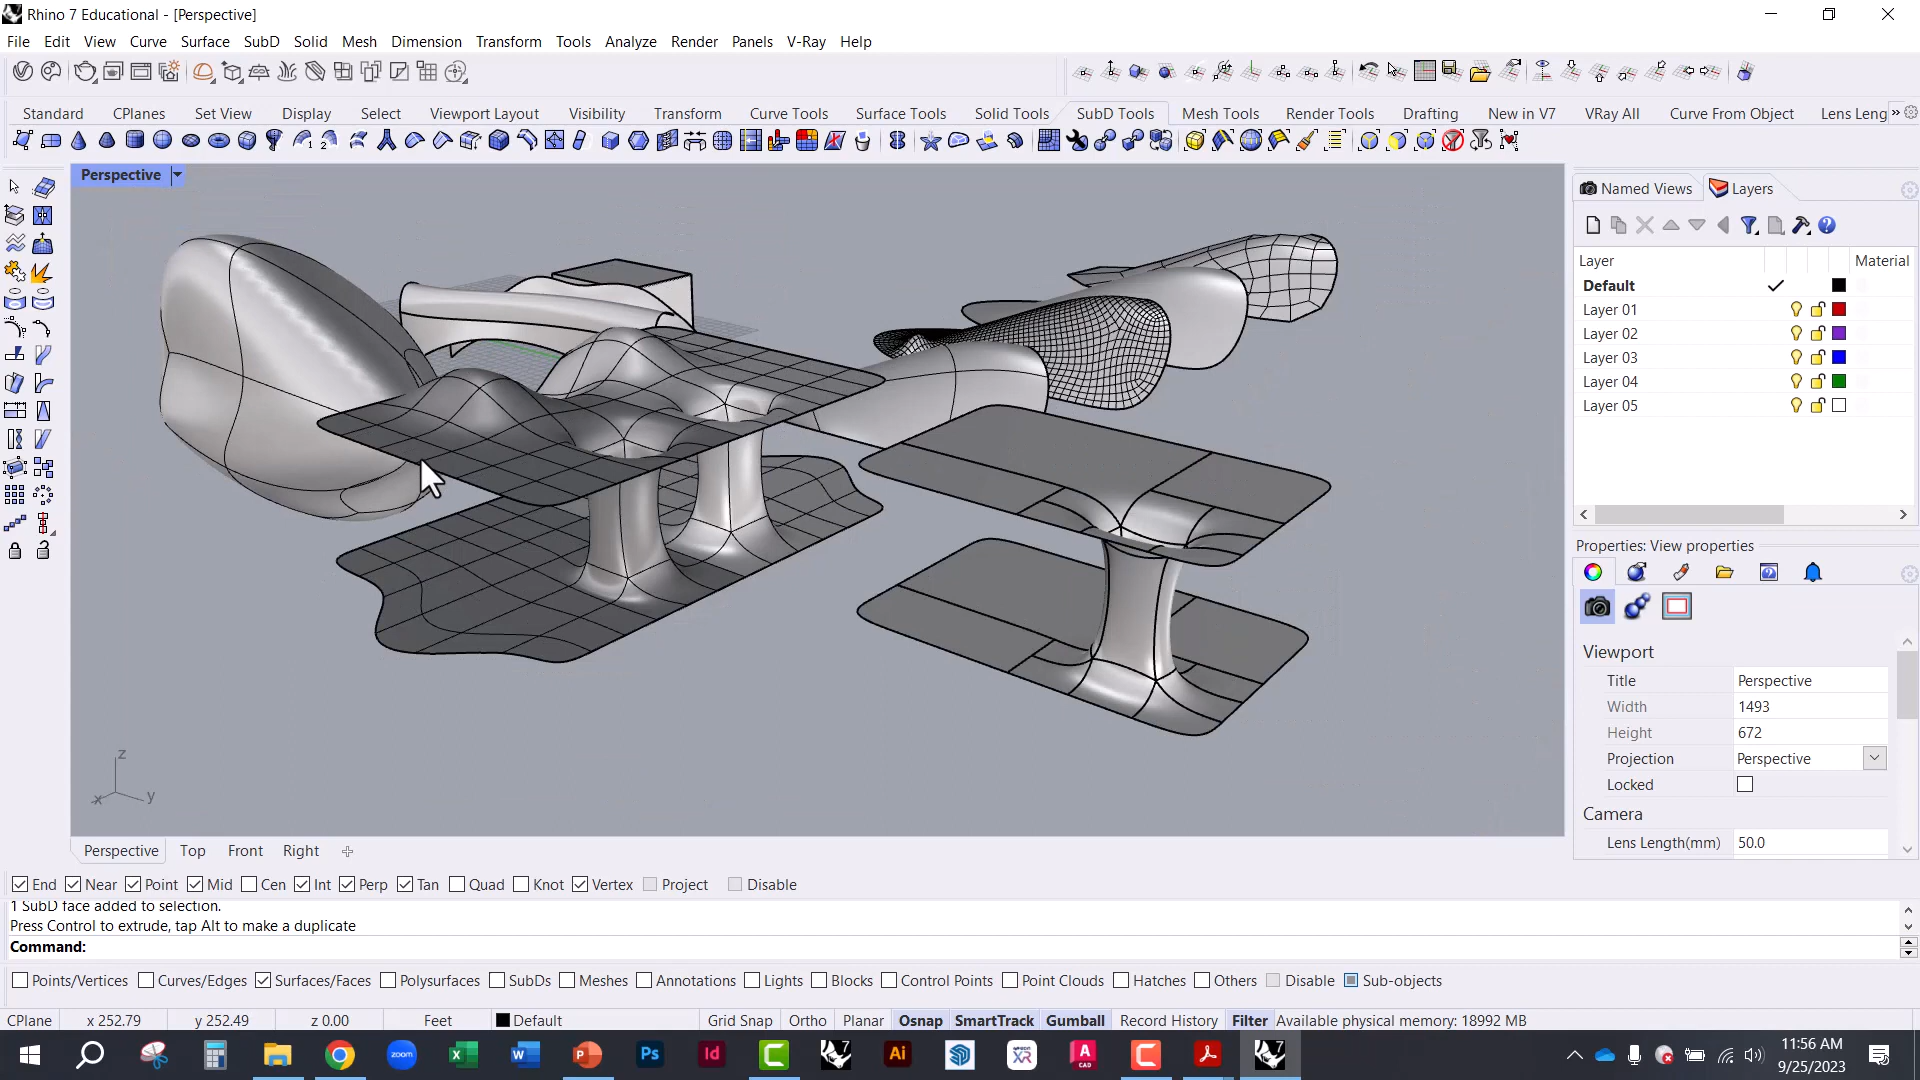 Rhino 7 Educational - [Perspective]
File Edit View Curve Surface SubD Solid Mesh Dimension Transform Tools Analyze Render Panels V-Ray Help
Standard CPlanes Set View Display Select Viewport Layout Visibility Transform Curve Tools Surface Tools Solid Tools SubD Tools Mesh Tools Render Tools Drafting New in V7 VRay All Curve From Object Lens Leng »
Perspective
Named Views Layers
Layer Material
Default
Layer 01
Layer 02
Layer 03
Layer 04
Layer 05
Properties: View properties
Viewport
Title Perspective
Width 1493
Height 672
Projection Perspective
Locked
Camera
Lens Length(mm) 50.0
z
x y
Perspective Top Front Right
End Near Point Mid Cen Int Perp Tan Quad Knot Vertex Project Disable
1 SubD face added to selection.
Press Control to extrude, tap Alt to make a duplicate
Command:
Points/Vertices Curves/Edges Surfaces/Faces Polysurfaces SubDs Meshes Annotations Lights Blocks Control Points Point Clouds Hatches Others Disable Sub-objects
CPlane x 252.79 y 252.49 z 0.00 Feet Default Grid Snap Ortho Planar Osnap SmartTrack Gumball Record History Filter Available physical memory: 18992 MB
zoom Ps Id 7 Ai XR A CAD 7
11:56 AM
9/25/2023